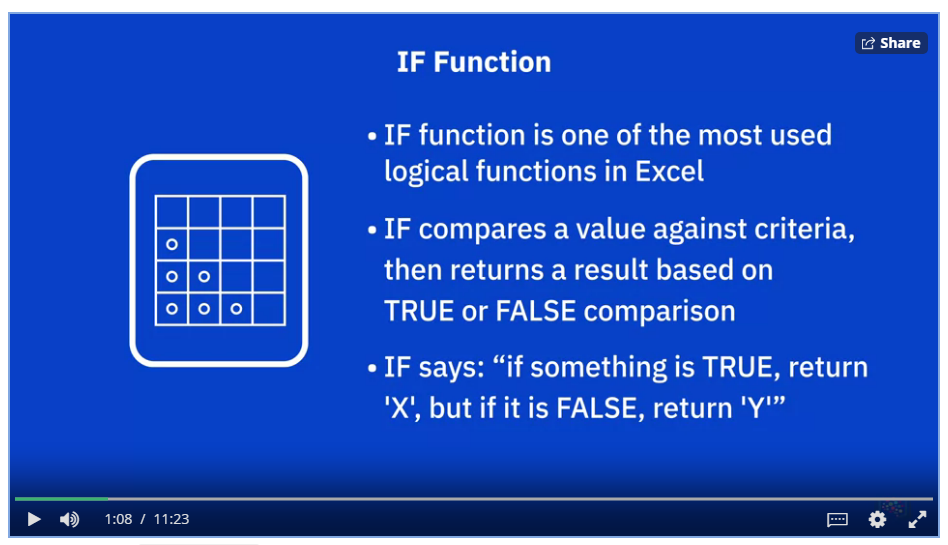 Share
IF Function
• IF function is one of the most used
logical functions in Excel
• IF compares a value against criteria,
then returns a result based on
TRUE or FALSE comparison
• IF says: “if something is TRUE, return
'X', but if it is FALSE, return 'Y'”
1:08 / 11:23